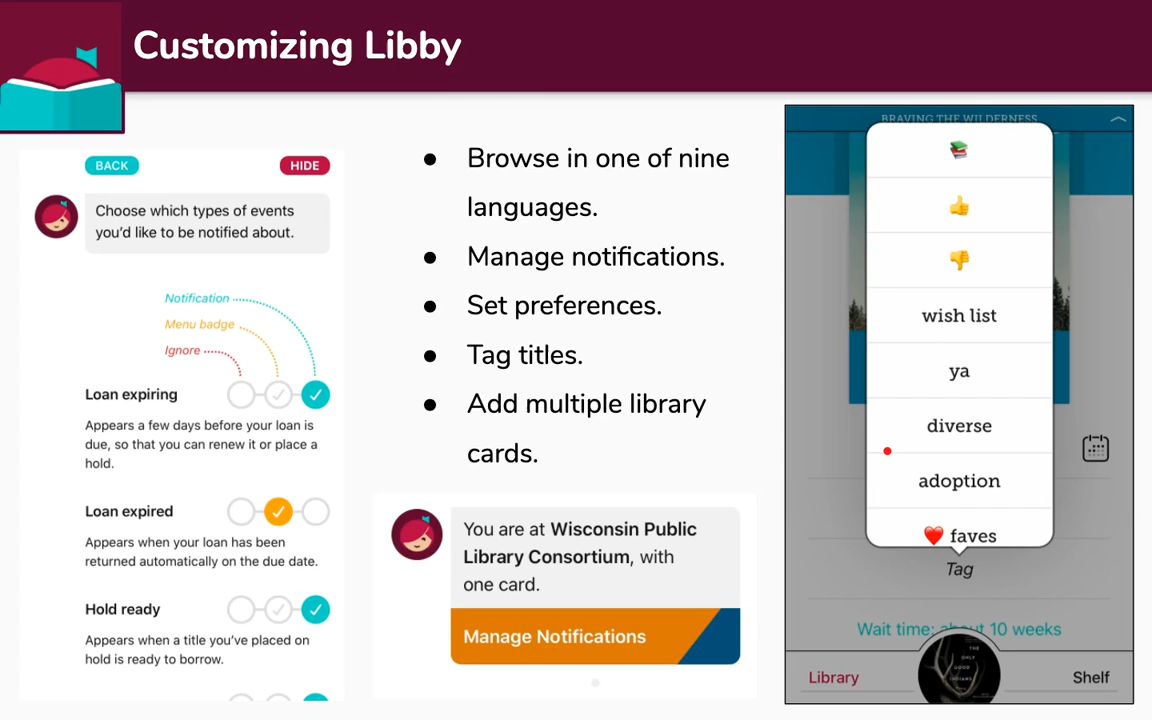 Customizing Libby
BACK
HIDE
Choose which types of events
you'd like to be notified about.
Notification
Menu badge
Ignore
Loan expiring
Appears a few days before your loan is
due, so that you can renew it or place a
hold.
Loan expired
Appears when your loan has been
returned automatically on the due date.
Hold ready
Appears when a title you've placed on
hold is ready to borrow.
● Browse in one of nine
languages.
● Manage notifications.
● Set preferences.
● Tag titles.
● Add multiple library
cards.
You are at Wisconsin Public
Library Consortium, with
one card.
Manage Notifications
BRAVING THE WILDERNESS
📚
👍
👎
wish list
ya
diverse
adoption
❤️ faves
Tag
Wait time: about 10 weeks
THE
ONLY
GOOD
INDIANS
Library
Shelf